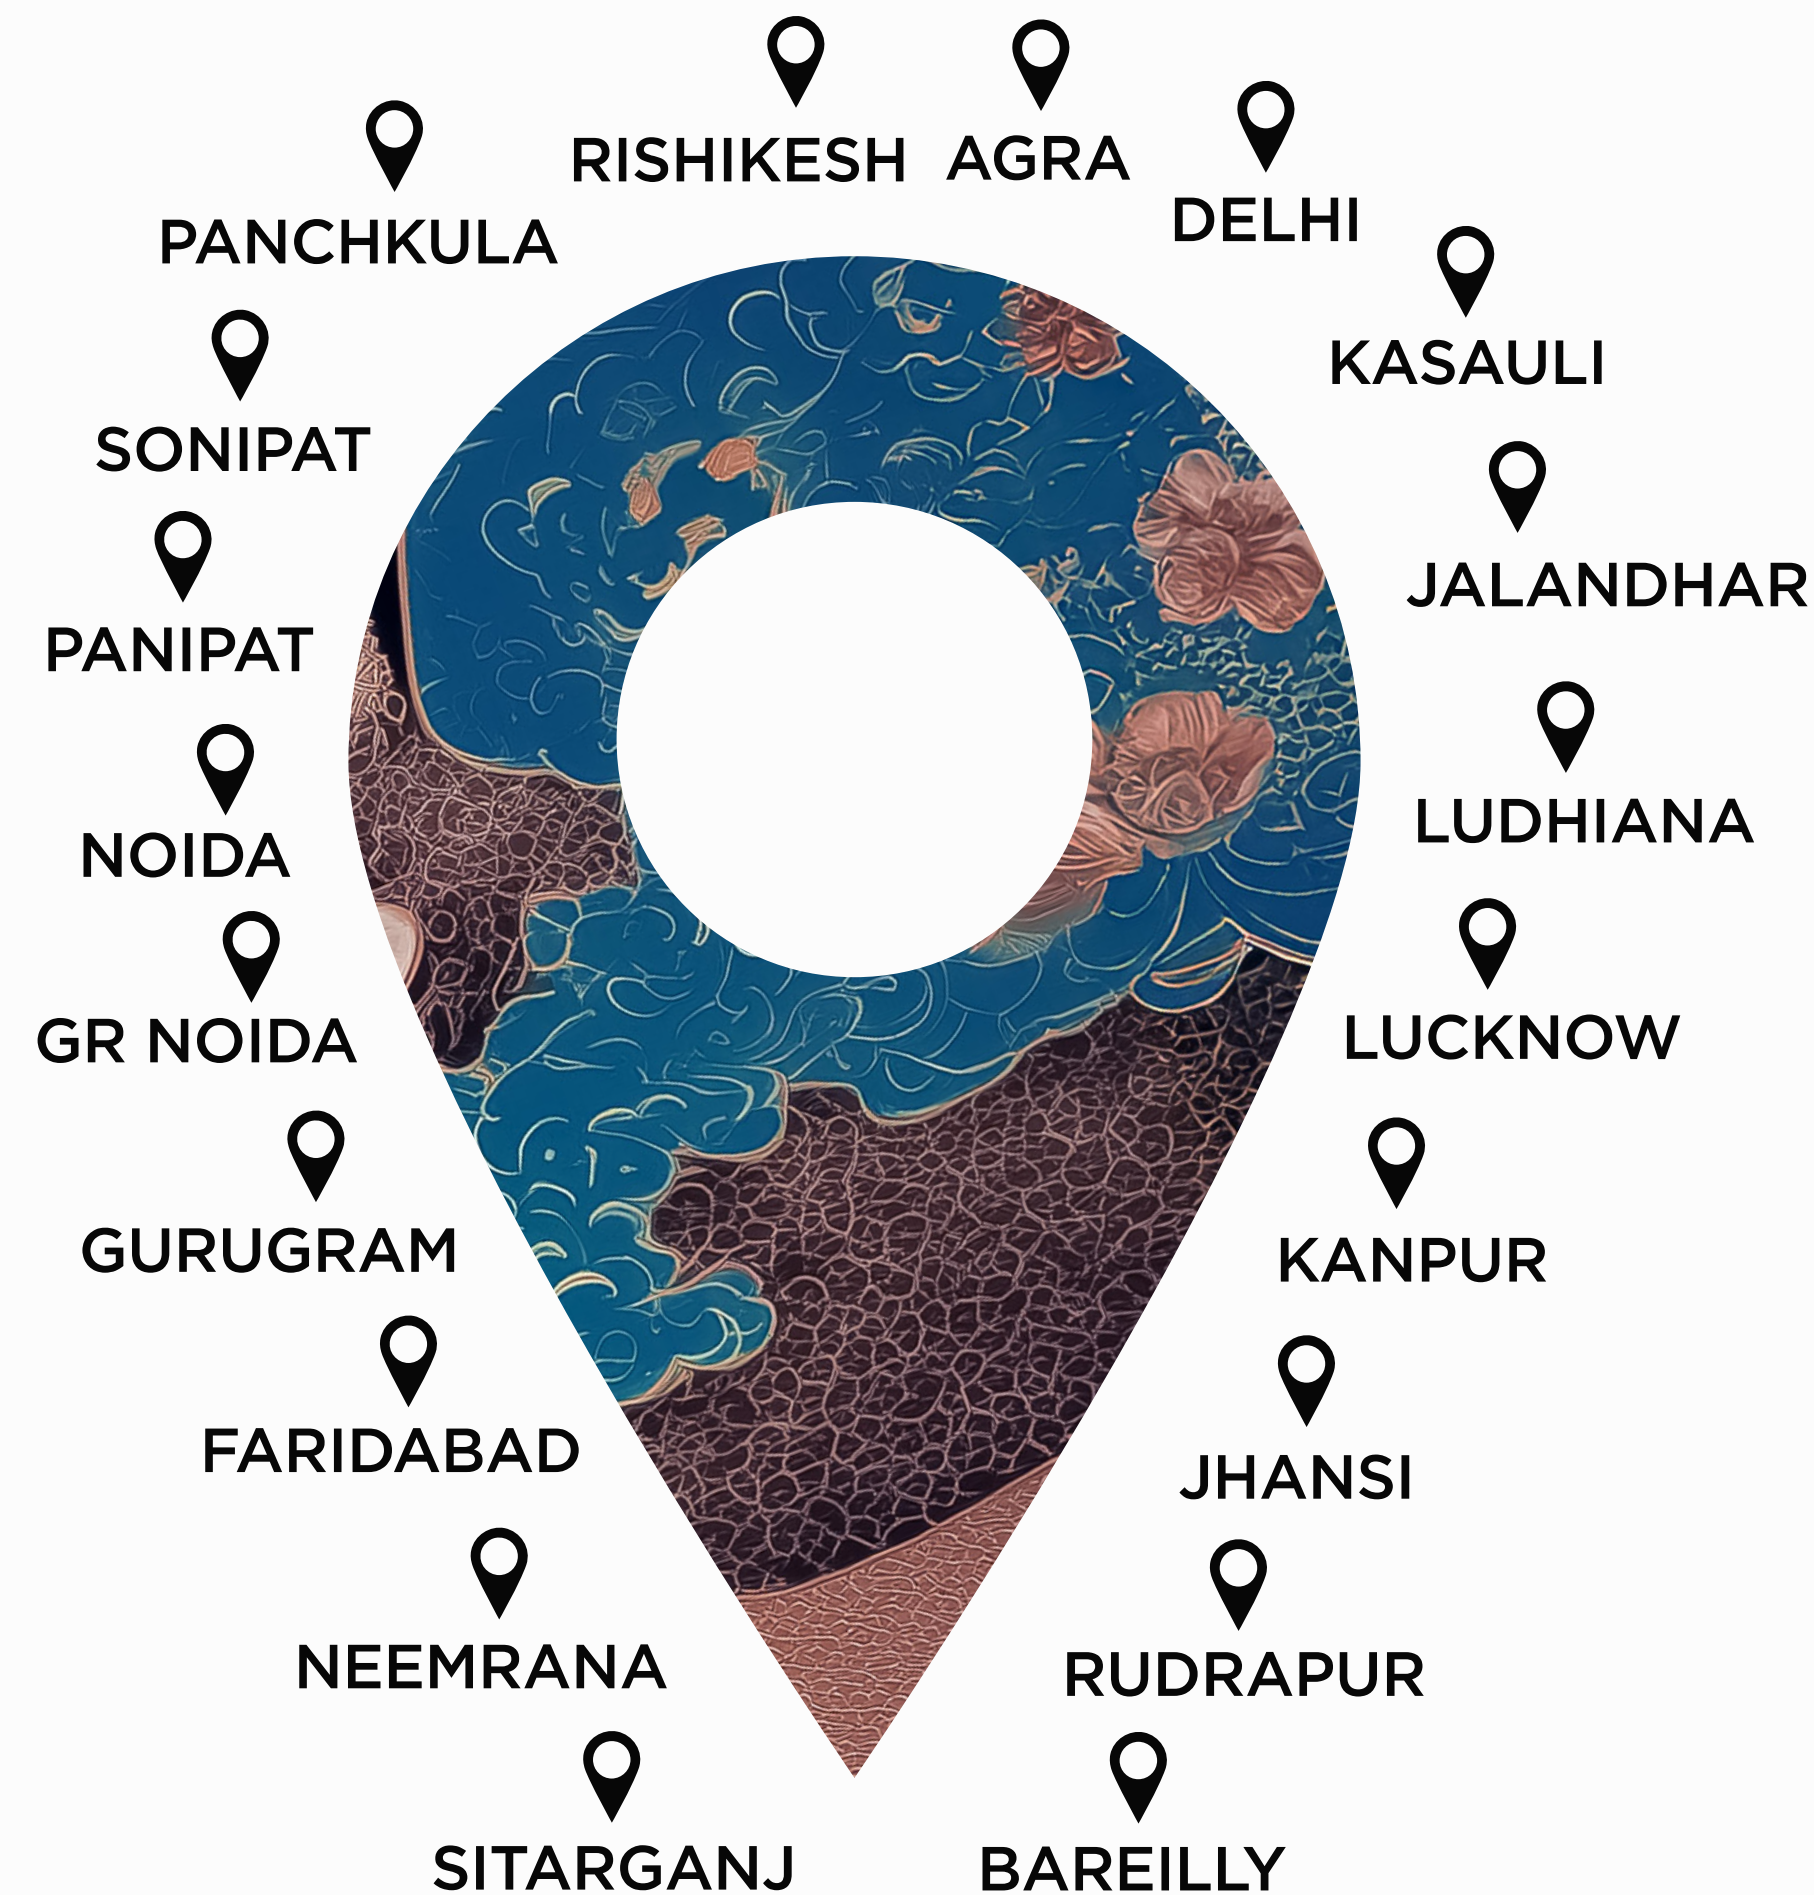 RISHIKESH
AGRA
PANCHKULA
DELHI
KASAULI
SONIPAT
JALANDHAR
PANIPAT
LUDHIANA
NOIDA
LUCKNOW
GR NOIDA
GURUGRAM
KANPUR
FARIDABAD
JHANSI
NEEMRANA
RUDRAPUR
SITARGANJ
BAREILLY